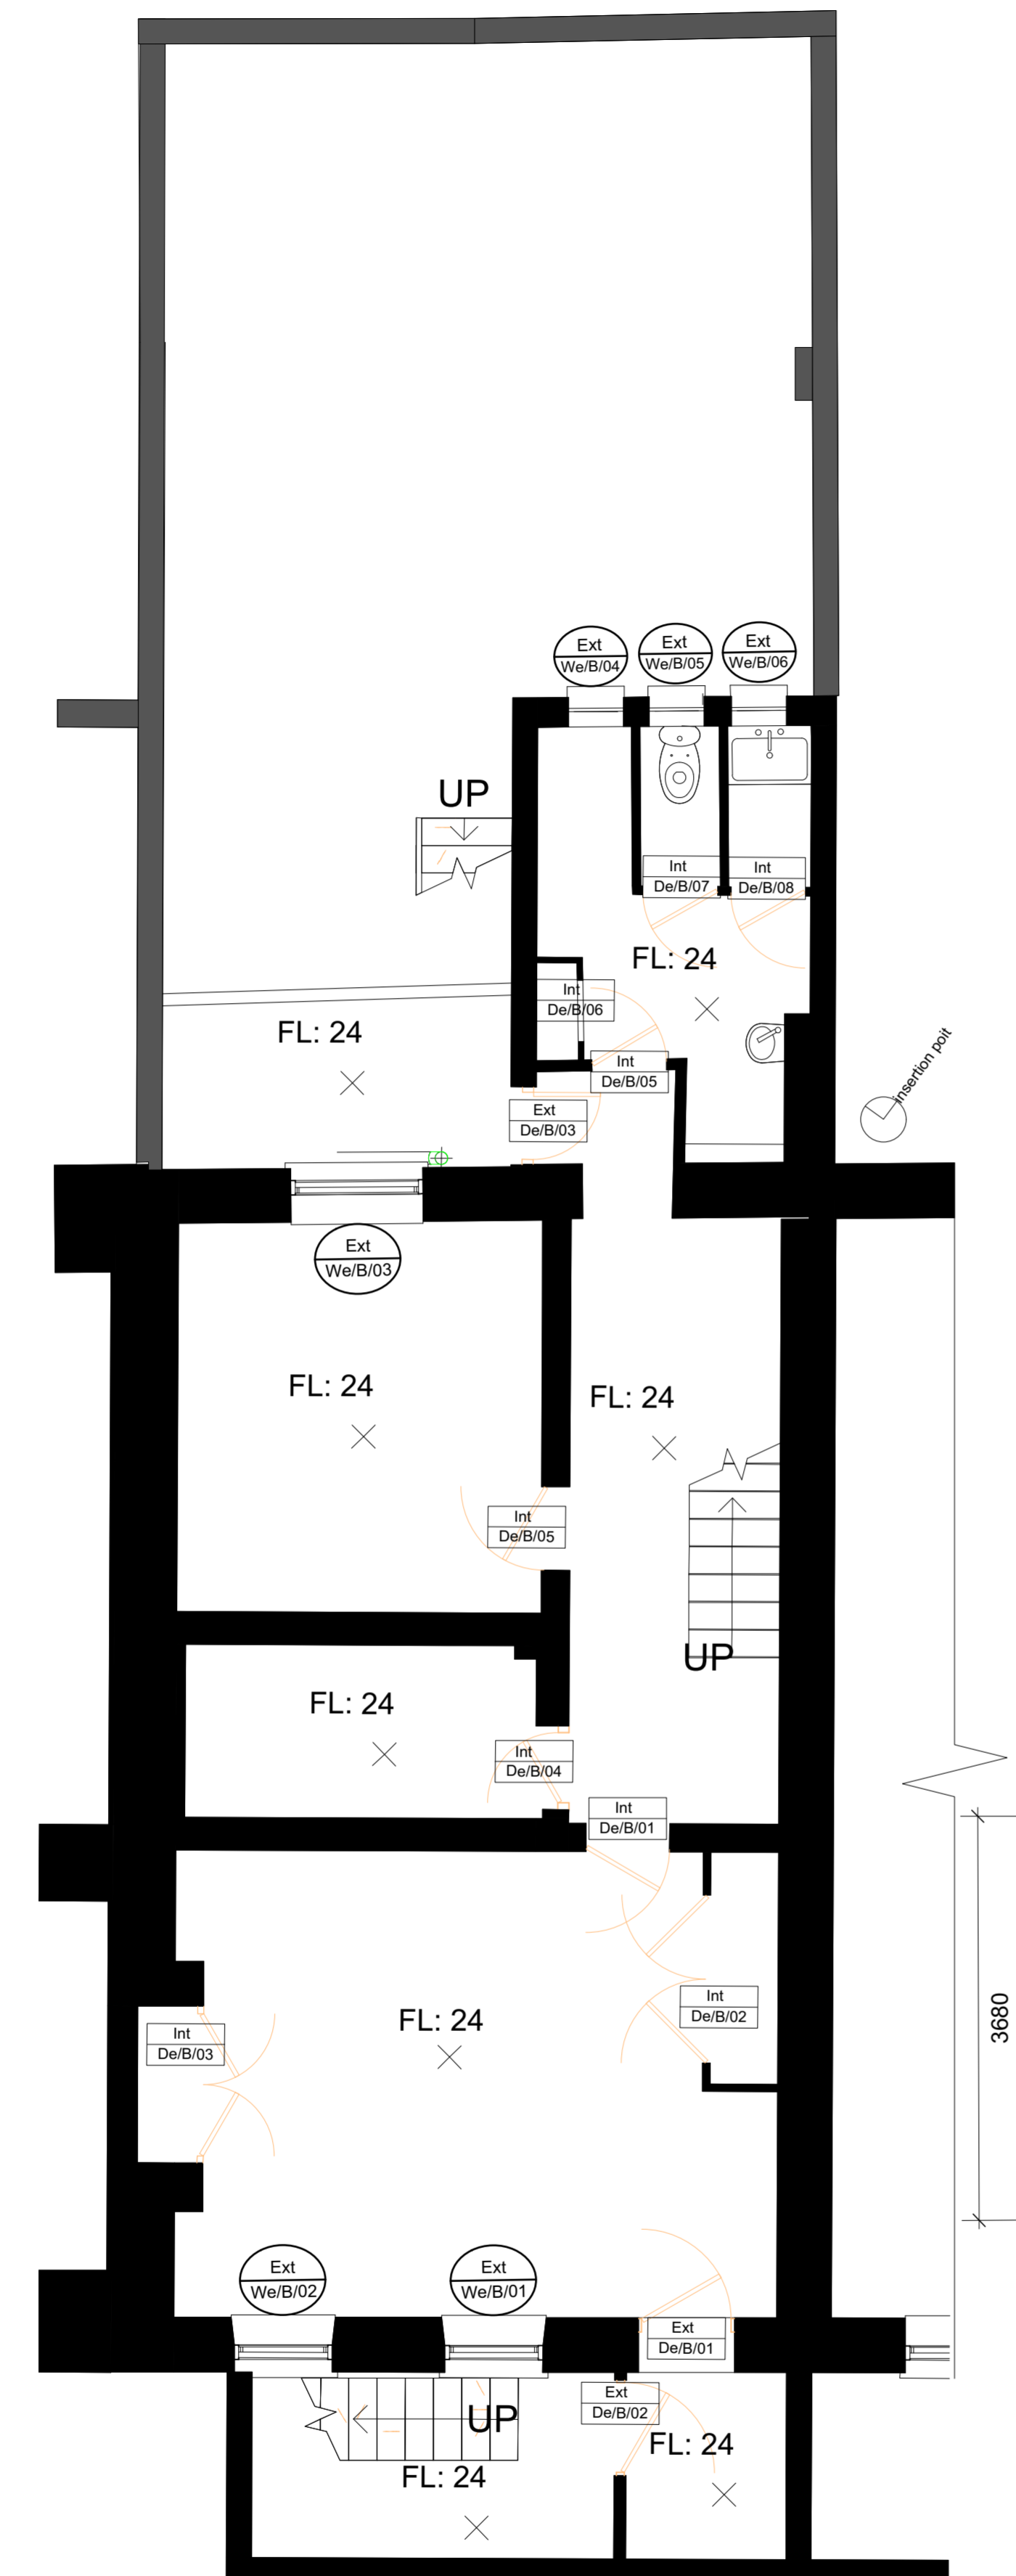 Ext
We/B/04
Ext
We/B/05
Ext
We/B/06
UP
Int
De/B/07
Int
De/B/08
FL: 24
Int
De/B/06
FL: 24
Int
De/B/05
insertion poit
Ext
De/B/03
Ext
We/B/03
FL: 24
FL: 24
Int
De/B/05
UP
FL: 24
Int
De/B/04
Int
De/B/01
Int
De/B/02
FL: 24
Int
De/B/03
3680
Ext
We/B/02
Ext
We/B/01
Ext
De/B/01
Ext
De/B/02
UP
FL: 24
FL: 24